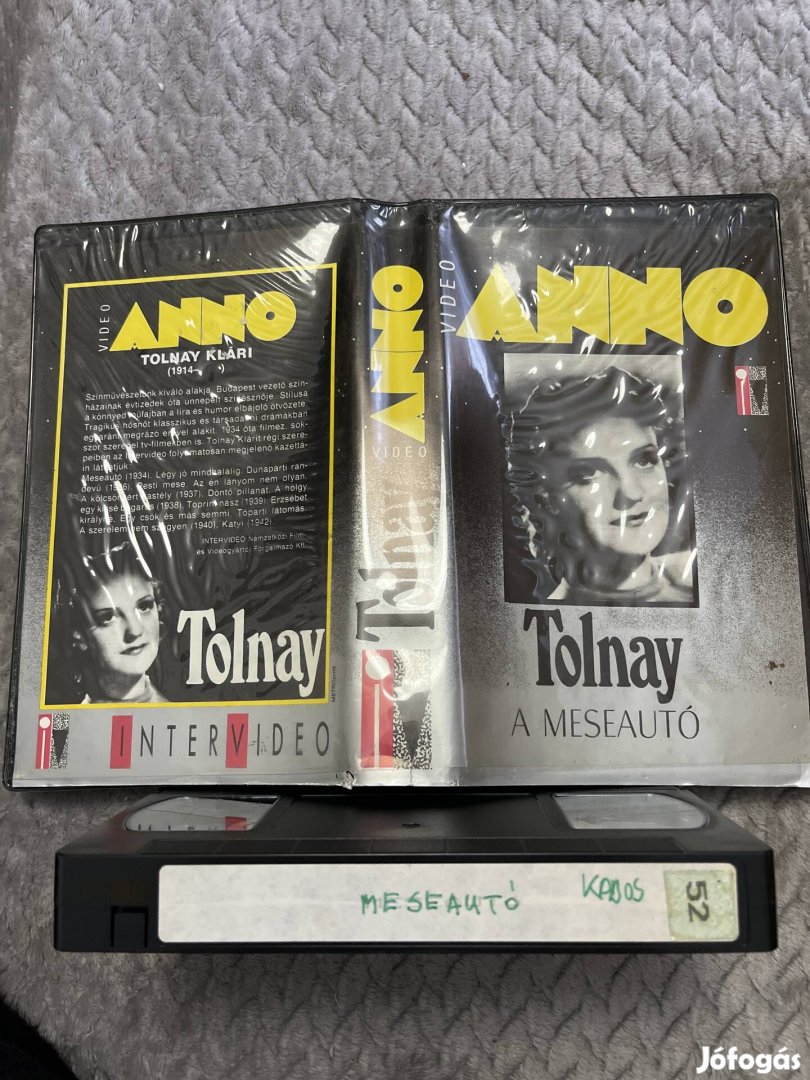 VIDEO
ANNO
TOLNAY KLÁRI
(1914–        )
Színművészetünk kiváló alakja, Budapest vezető szín-
házainak évtizedek óta ünnepelt színésznője. Stílusa
a könnyed műfajban a líra és humor elbájoló ötvözete.
Tragikus hősnőt klasszikus és társadalmi drámákban
egyaránt megrázó erővel alakít. 1934 óta filmez, sok-
szor szerepel tv-filmekben is. Tolnay Klárit régi szere-
peiben az Intervideo folyamatosan megjelenő kazettá-
in láthatjuk:
Meseautó (1934). Légy jó mindhalálig. Dunaparti ran-
devú (1936). Pesti mese. Az én lányom nem olyan.
A kölcsönkért kastély (1937). Döntő pillanat. A hölgy
egy kissé bogaras (1938). Toprini nász (1939). Erzsébet
királyné. Egy csók és más semmi. Tóparti látomás.
A szerelem nem szégyen (1940). Katyi (1942).
INTERVIDEO Nemzetközi Film-
és Videogyártó, Forgalmazó Kft.
Tolnay
INTERVIDEO
ANNO
VIDEO
Tolnay
VIDEO
ANNO
Tolnay
A MESEAUTÓ
MESEAUTÓ
KABOS
52
Jófogás